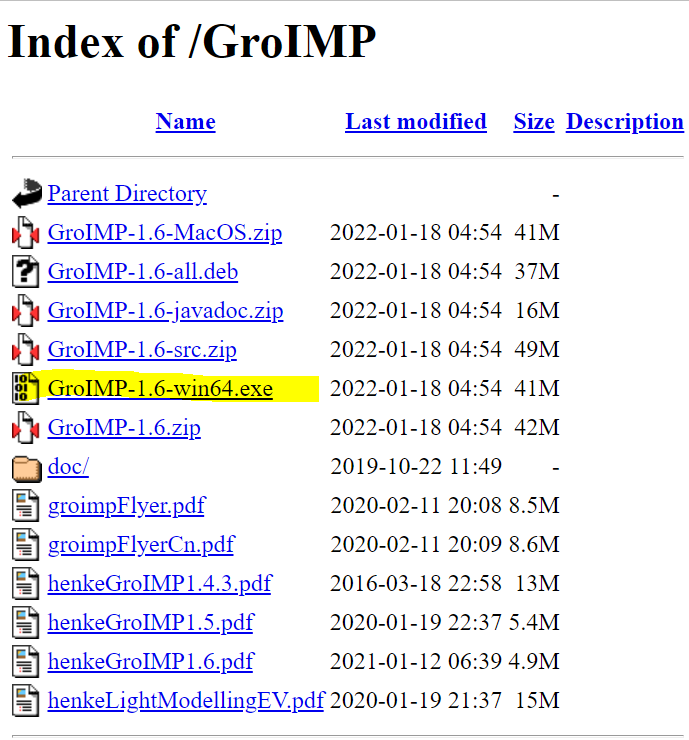 Index of /GroIMP
Name Last modified Size Description
Parent Directory -
GroIMP-1.6-MacOS.zip 2022-01-18 04:54 41M
GroIMP-1.6-all.deb 2022-01-18 04:54 37M
GroIMP-1.6-javadoc.zip 2022-01-18 04:54 16M
GroIMP-1.6-src.zip 2022-01-18 04:54 49M
GroIMP-1.6-win64.exe 2022-01-18 04:54 41M
GroIMP-1.6.zip 2022-01-18 04:54 42M
doc/ 2019-10-22 11:49 -
groimpFlyer.pdf 2020-02-11 20:08 8.5M
groimpFlyerCn.pdf 2020-02-11 20:09 8.6M
henkeGroIMP1.4.3.pdf 2016-03-18 22:58 13M
henkeGroIMP1.5.pdf 2020-01-19 22:37 5.4M
henkeGroIMP1.6.pdf 2021-01-12 06:39 4.9M
henkeLightModellingEV.pdf 2020-01-19 21:37 15M